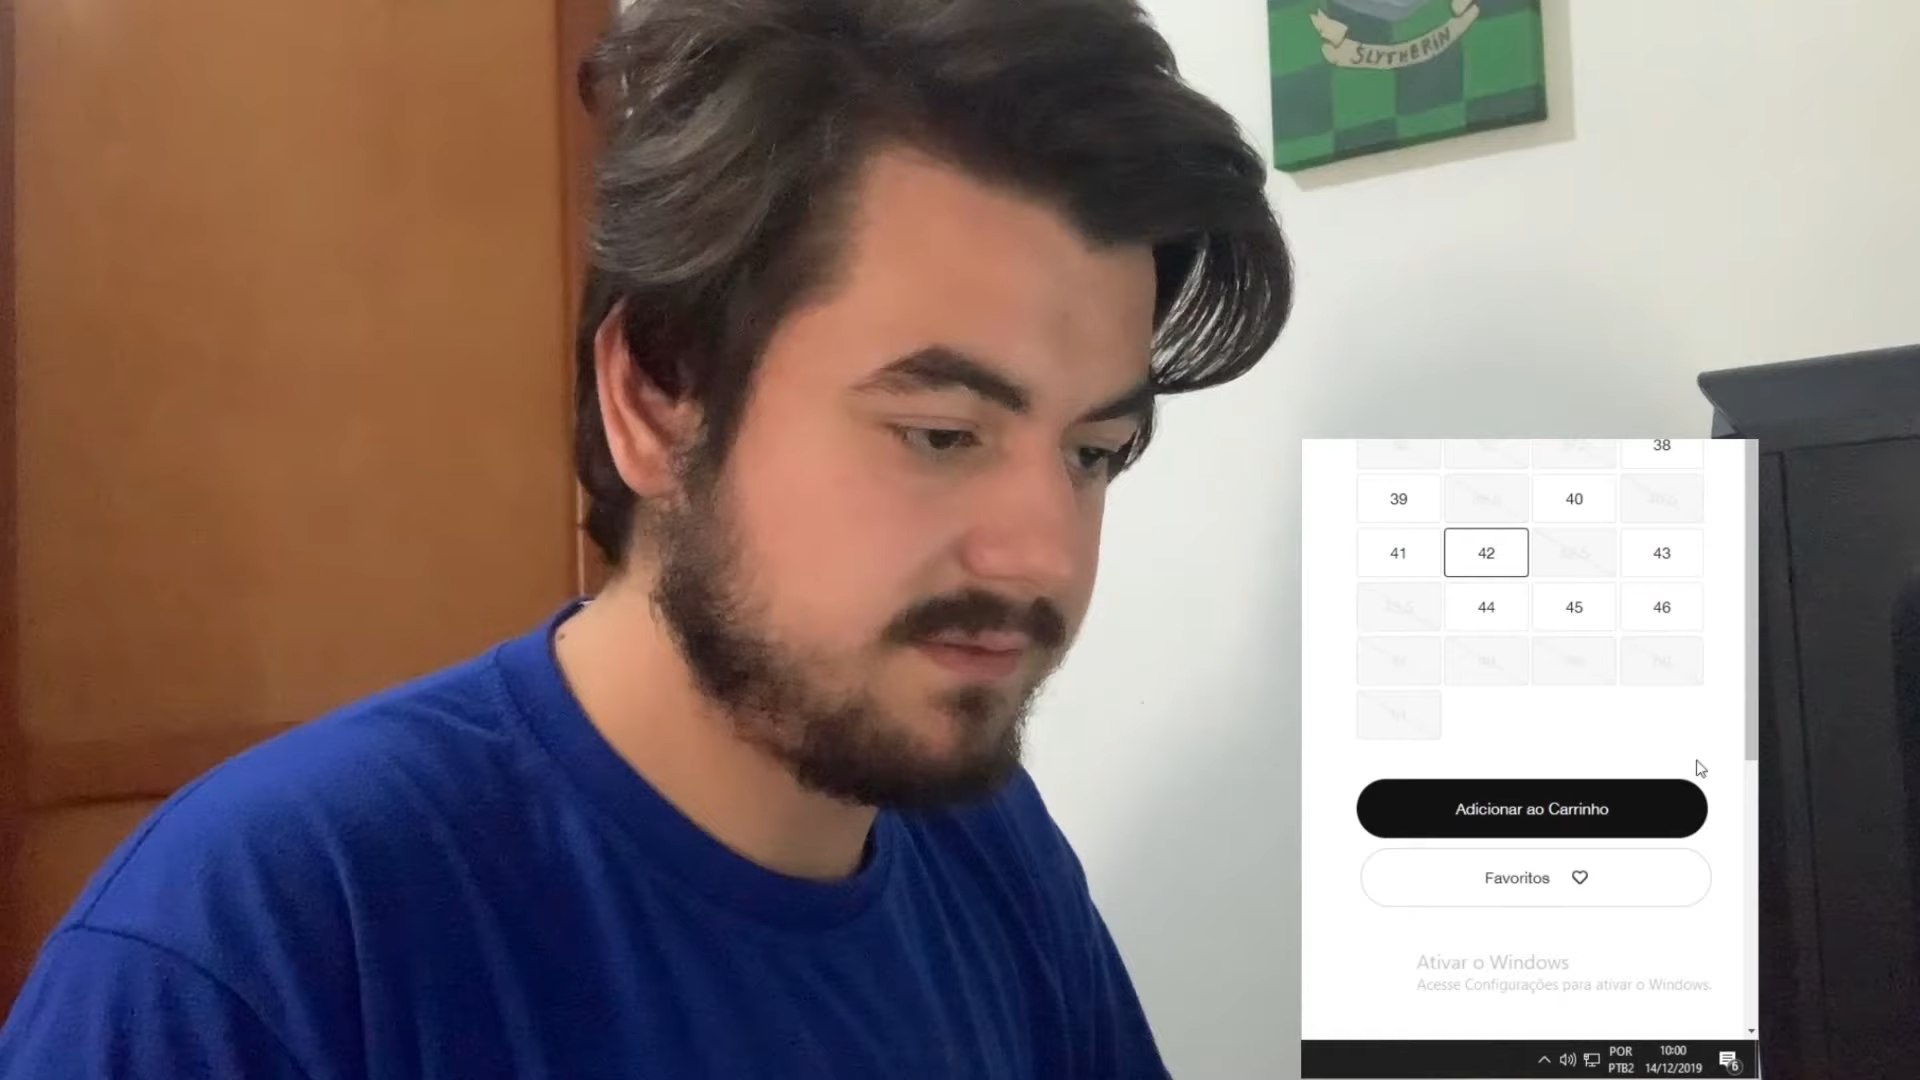 SLYTHERIN
38
39
40
41
42
43
44
45
46
Adicionar ao Carrinho
Favoritos
Ativar o Windows
Acesse Configurações para ativar o Windows.
POR
PTB2
10:00
14/12/2019
6